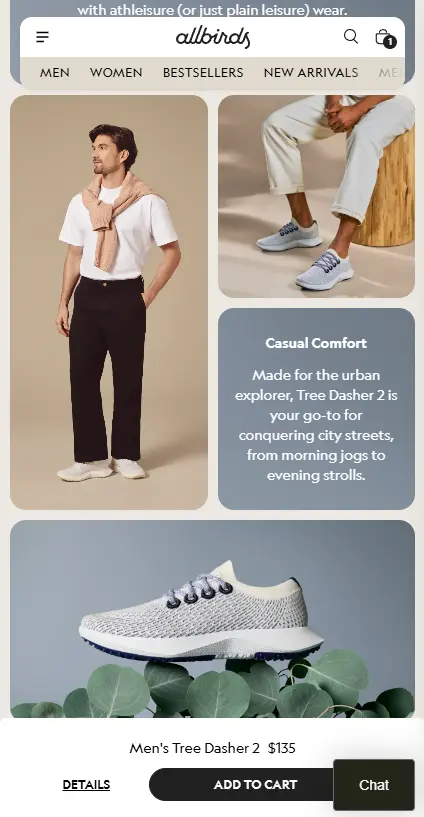 with athleisure (or just plain leisure) wear.
allbirds
1
MEN WOMEN BESTSELLERS NEW ARRIVALS
Casual Comfort
Made for the urban
explorer, Tree Dasher 2 is
your go-to for
conquering city streets,
from morning jogs to
evening strolls.
Men's Tree Dasher 2 $135
DETAILS ADD TO CART Chat